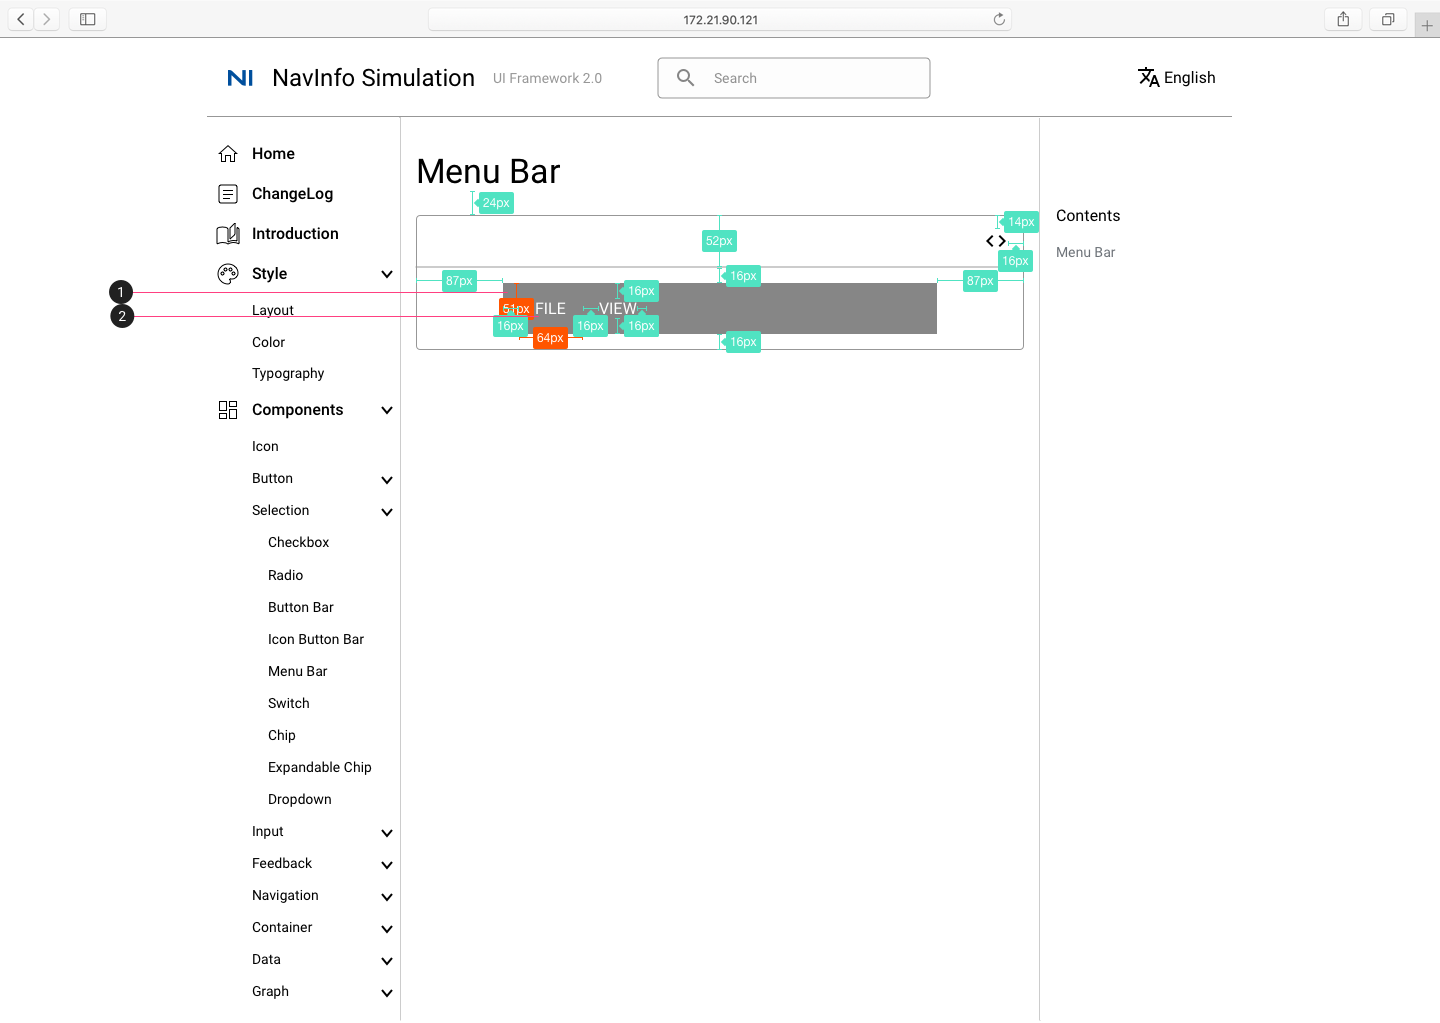 172.21.90.121
NI NavInfo Simulation UI Framework 2.0 Search English
Home
ChangeLog
Introduction
Style
Layout
Color
Typography
Components
Icon
Button
Selection
Checkbox
Radio
Button Bar
Icon Button Bar
Menu Bar
Switch
Chip
Expandable Chip
Dropdown
Input
Feedback
Navigation
Container
Data
Graph
1
2
Menu Bar
24px
14px
52px
16px
87px 16px 87px
16px
51px FILE VIEW
16px 16px 16px
64px 16px
Contents
Menu Bar